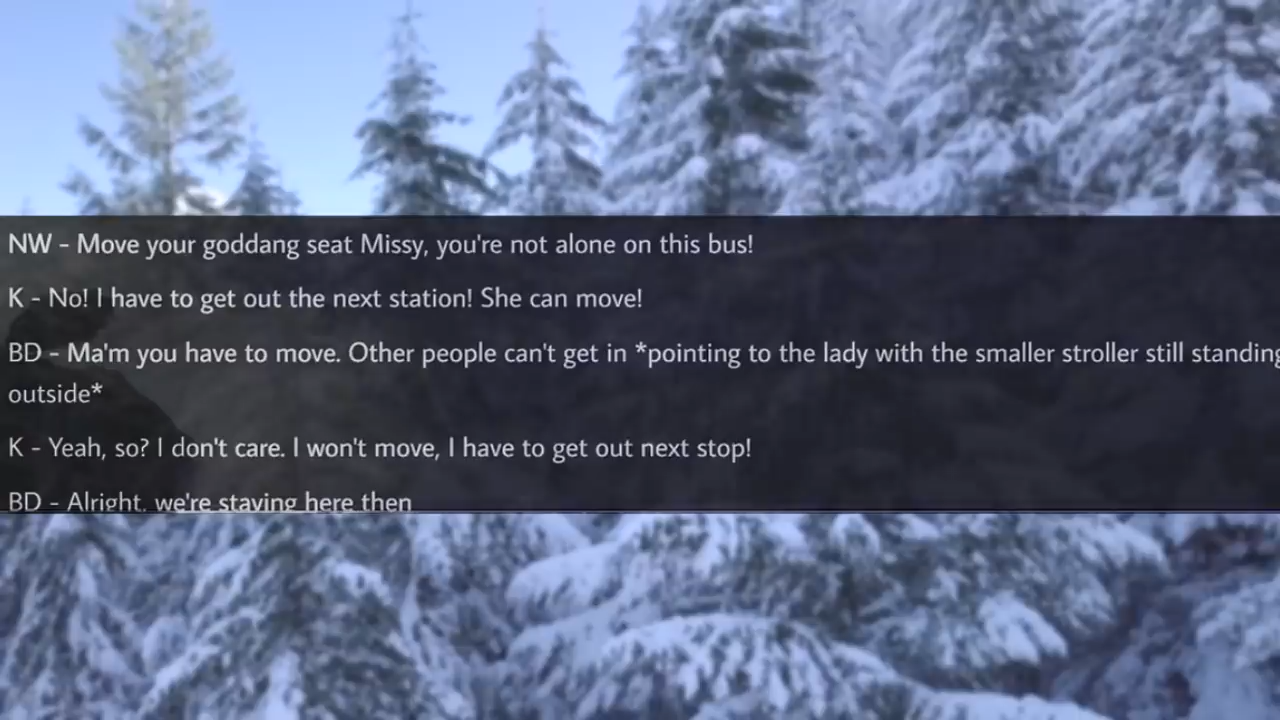 NW - Move your goddang seat Missy, you're not alone on this bus!
K - No! I have to get out the next station! She can move!
BD - Ma'm you have to move. Other people can't get in *pointing to the lady with the smaller stroller still standing
outside*
K - Yeah, so? I don't care. I won't move, I have to get out next stop!
BD - Alright, we're staying here then